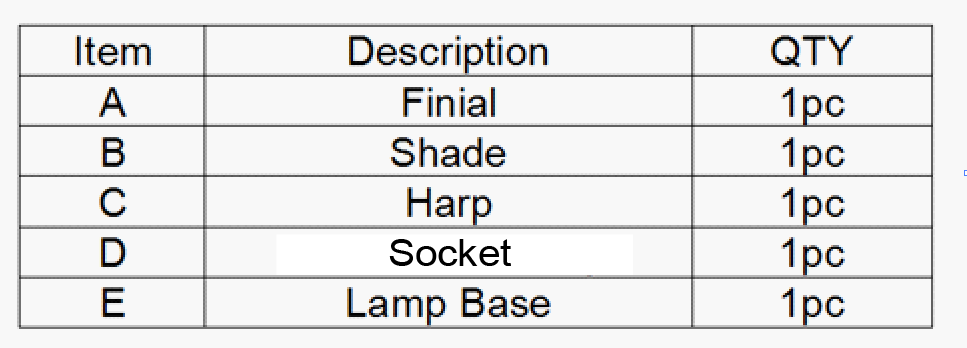 Item Description QTY
A Finial 1pc
B Shade 1pc
C Harp 1pc
D Socket 1pc
E Lamp Base 1pc